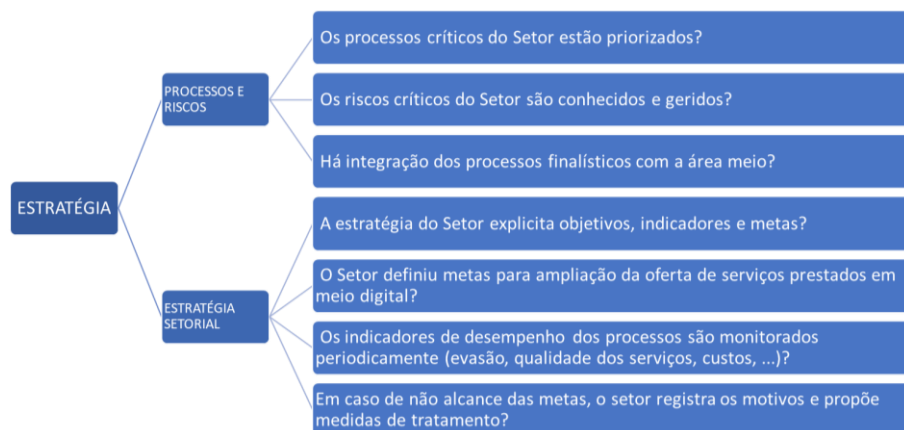 ESTRATÉGIA
PROCESSOS E
RISCOS
Os processos críticos do Setor estão priorizados?
Os riscos críticos do Setor são conhecidos e geridos?
Há integração dos processos finalísticos com a área meio?
ESTRATÉGIA
SETORIAL
A estratégia do Setor explicita objetivos, indicadores e metas?
O Setor definiu metas para ampliação da oferta de serviços prestados em
meio digital?
Os indicadores de desempenho dos processos são monitorados
periodicamente (evasão, qualidade dos serviços, custos, ...)?
Em caso de não alcance das metas, o setor registra os motivos e propõe
medidas de tratamento?